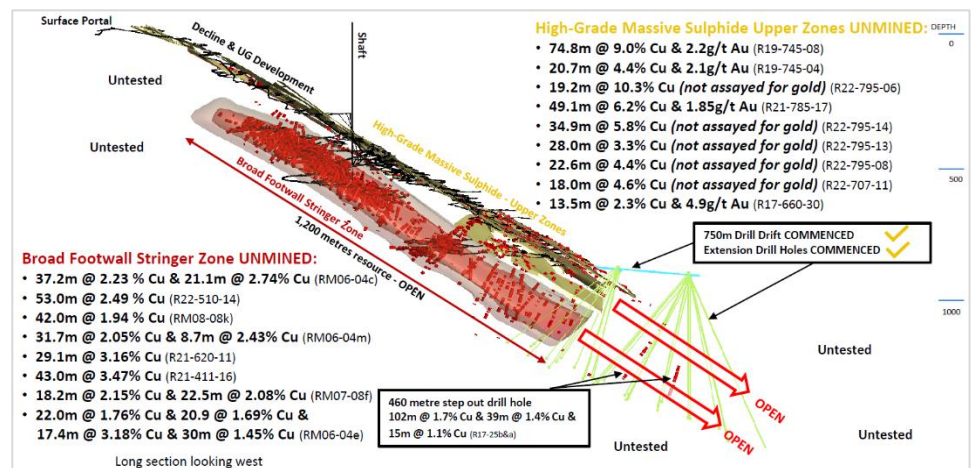 Surface Portal
Decline & UG Development
Shaft
Untested
Untested
High-Grade Massive Sulphide - Upper Zones
Broad Footwall Stringer Zone
1,200 metres resource - OPEN
High-Grade Massive Sulphide Upper Zones UNMINED:
• 74.8m @ 9.0% Cu & 2.2g/t Au (R19-745-08)
• 20.7m @ 4.4% Cu & 2.1g/t Au (R19-745-04)
• 19.2m @ 10.3% Cu (not assayed for gold) (R22-795-06)
• 49.1m @ 6.2% Cu & 1.85g/t Au (R21-785-17)
• 34.9m @ 5.8% Cu (not assayed for gold) (R22-795-14)
• 28.0m @ 3.3% Cu (not assayed for gold) (R22-795-13)
• 22.6m @ 4.4% Cu (not assayed for gold) (R22-795-08)
• 18.0m @ 4.6% Cu (not assayed for gold) (R22-707-11)
• 13.5m @ 2.3% Cu & 4.9g/t Au (R17-660-30)
DEPTH
0
500
1000
750m Drill Drift COMMENCED
Extension Drill Holes COMMENCED
Broad Footwall Stringer Zone UNMINED:
• 37.2m @ 2.23 % Cu & 21.1m @ 2.74% Cu (RM06-04c)
• 53.0m @ 2.49 % Cu (R22-510-14)
• 42.0m @ 1.94 % Cu (RM08-08k)
• 31.7m @ 2.05% Cu & 8.7m @ 2.43% Cu (RM06-04m)
• 29.1m @ 3.16% Cu (R21-620-11)
• 43.0m @ 3.47% Cu (R21-411-16)
• 18.2m @ 2.15% Cu & 22.5m @ 2.08% Cu (RM07-08f)
• 22.0m @ 1.76% Cu & 20.9 @ 1.69% Cu &
17.4m @ 3.18% Cu & 30m @ 1.45% Cu (RM06-04e)
460 metre step out drill hole
102m @ 1.7% Cu & 39m @ 1.4% Cu &
15m @ 1.1% Cu (R17-25b&a)
OPEN
OPEN
Untested
Untested
Untested
Long section looking west